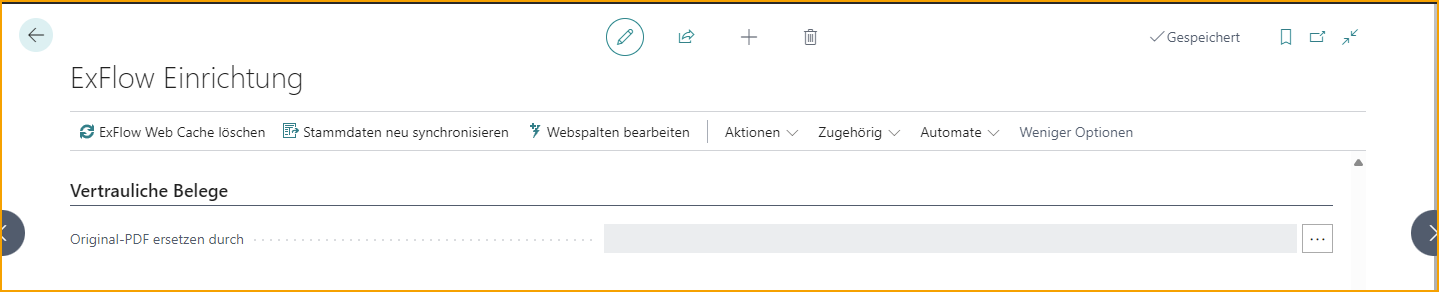 Gespeichert
ExFlow Einrichtung
ExFlow Web Cache löschen Stammdaten neu synchronisieren Webspalten bearbeiten Aktionen Zugehörig Automate Weniger Optionen
Vertrauliche Belege
Original-PDF ersetzen durch ...